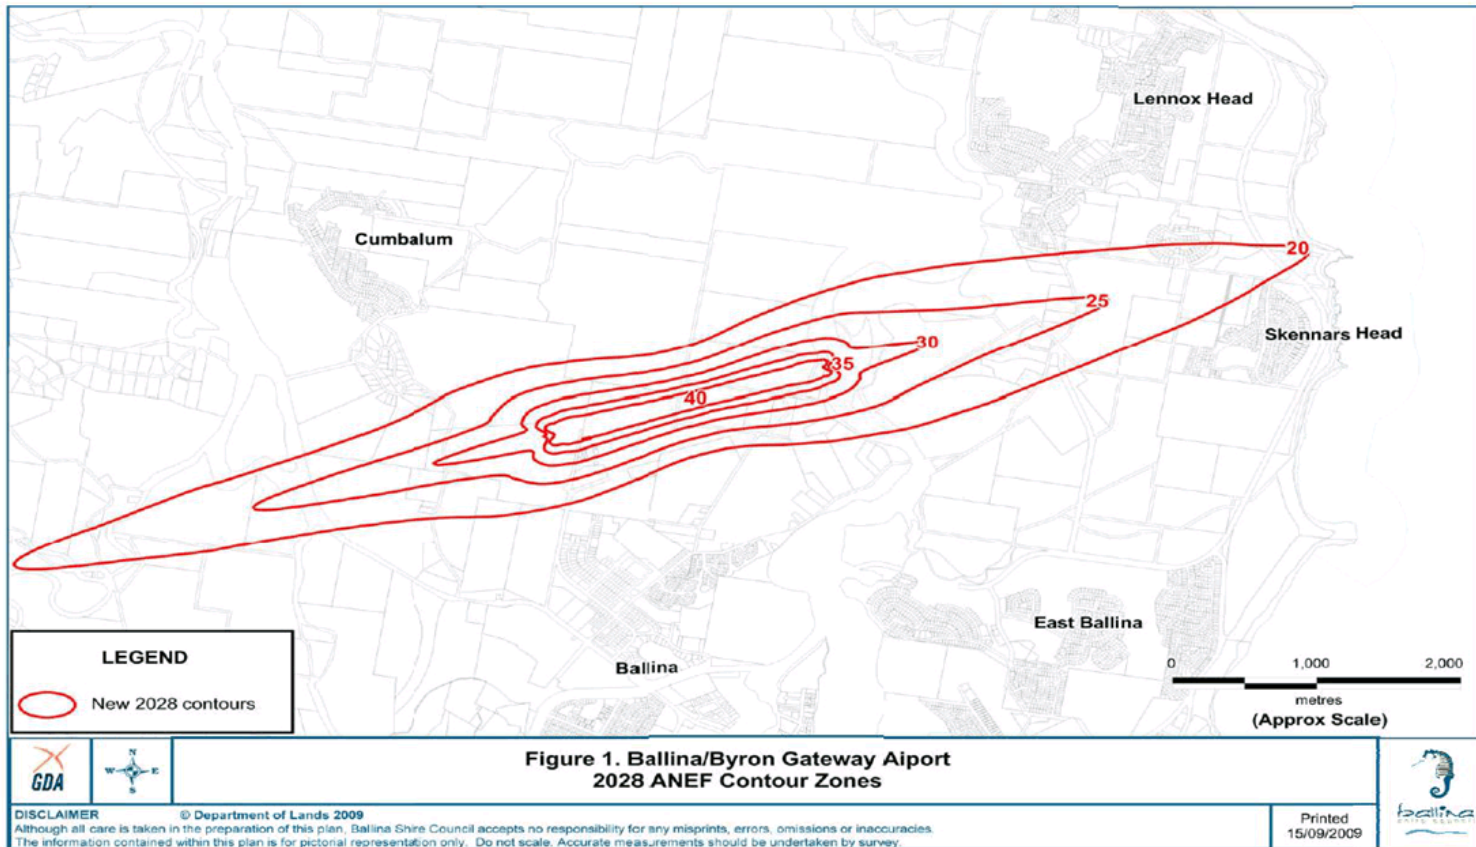 Lennox Head
Cumbalum
20
25
Skennars Head
30
35
40
East Ballina
Ballina
LEGEND
New 2028 contours
0 1,000 2,000
metres
(Approx Scale)
GDA
N
W E
S
Figure 1. Ballina/Byron Gateway Aiport
2028 ANEF Contour Zones
ballina
DISCLAIMER © Department of Lands 2009
Although all care is taken in the preparation of this plan, Ballina Shire Council accepts no responsibility for any misprints, errors, omissions or inaccuracies.
The information contained within this plan is for pictorial representation only. Do not scale. Accurate measurements should be undertaken by survey.
Printed
15/09/2009